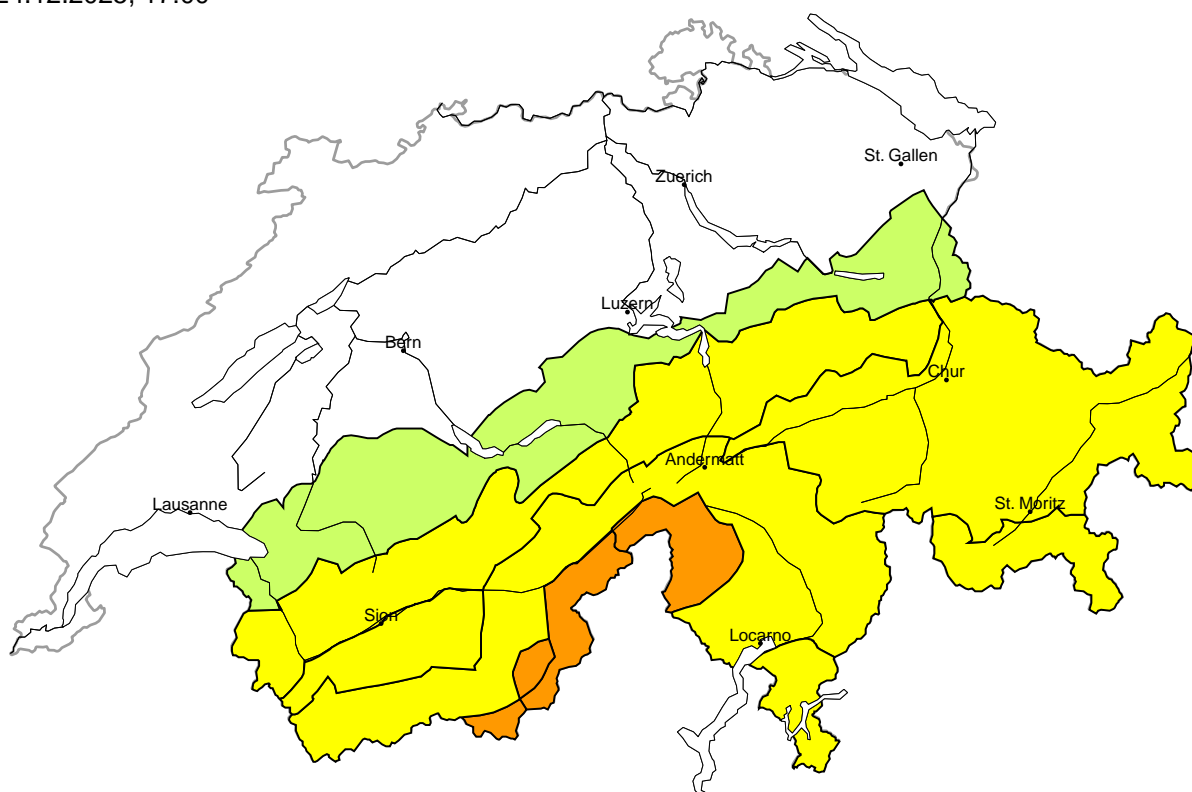 St. Gallen
Zuerich
Luzern
Bern
Chur
Andermatt
Lausanne
St. Moritz
Sion
Locarno